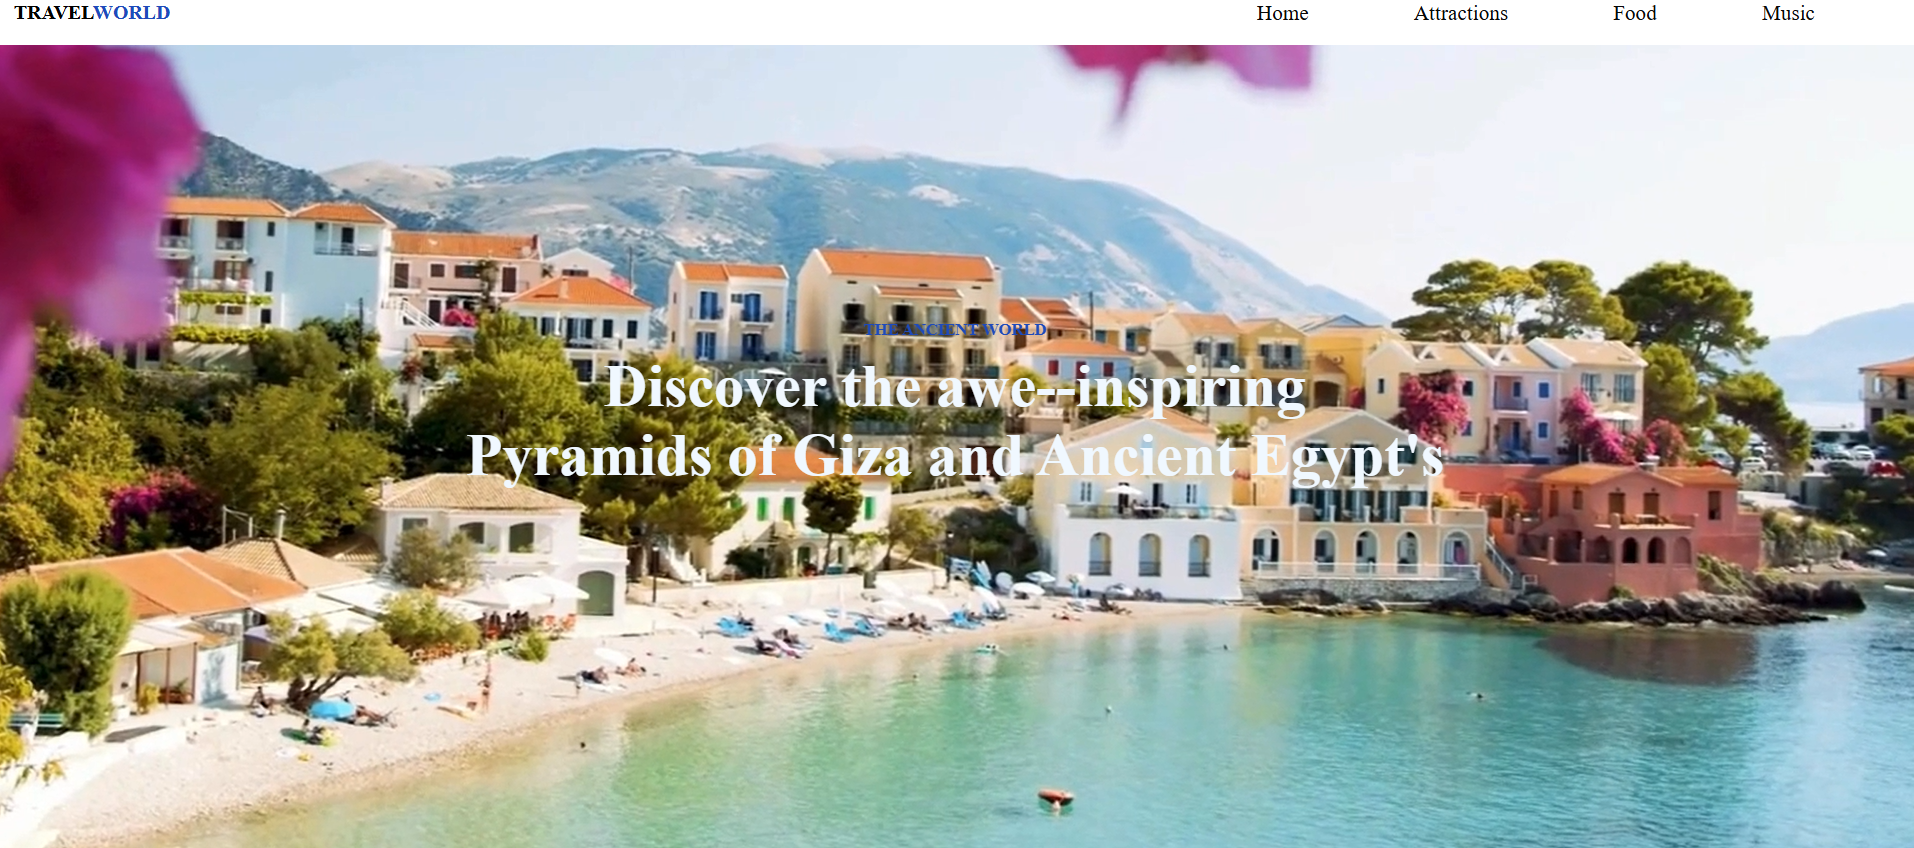 TRAVELWORLD
Home Attractions Food Music
THE ANCIENT WORLD
Discover the awe--inspiring
Pyramids of Giza and Ancient Egypt's